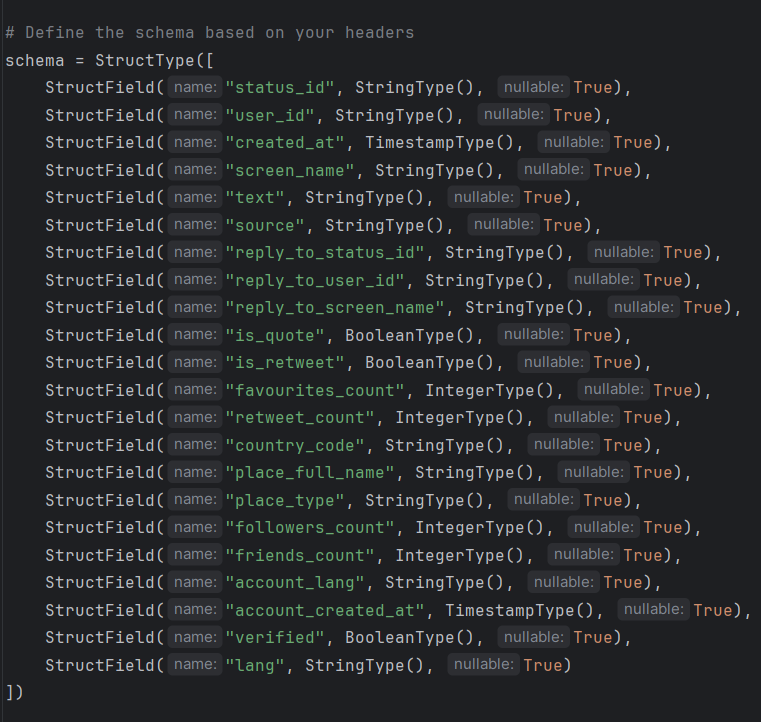 # Define the schema based on your headers
schema = StructType([
    StructField( name: "status_id", StringType(), nullable: True),
    StructField( name: "user_id", StringType(), nullable: True),
    StructField( name: "created_at", TimestampType(), nullable: True),
    StructField( name: "screen_name", StringType(), nullable: True),
    StructField( name: "text", StringType(), nullable: True),
    StructField( name: "source", StringType(), nullable: True),
    StructField( name: "reply_to_status_id", StringType(), nullable: True),
    StructField( name: "reply_to_user_id", StringType(), nullable: True),
    StructField( name: "reply_to_screen_name", StringType(), nullable: True),
    StructField( name: "is_quote", BooleanType(), nullable: True),
    StructField( name: "is_retweet", BooleanType(), nullable: True),
    StructField( name: "favourites_count", IntegerType(), nullable: True),
    StructField( name: "retweet_count", IntegerType(), nullable: True),
    StructField( name: "country_code", StringType(), nullable: True),
    StructField( name: "place_full_name", StringType(), nullable: True),
    StructField( name: "place_type", StringType(), nullable: True),
    StructField( name: "followers_count", IntegerType(), nullable: True),
    StructField( name: "friends_count", IntegerType(), nullable: True),
    StructField( name: "account_lang", StringType(), nullable: True),
    StructField( name: "account_created_at", TimestampType(), nullable: True),
    StructField( name: "verified", BooleanType(), nullable: True),
    StructField( name: "lang", StringType(), nullable: True)
])